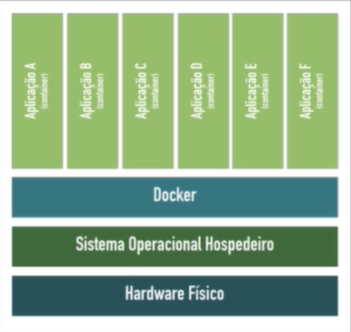 Aplicação A
(container)
Aplicação B
(container)
Aplicação C
(container)
Aplicação D
(container)
Aplicação E
(container)
Aplicação F
(container)
Docker
Sistema Operacional Hospedeiro
Hardware Físico